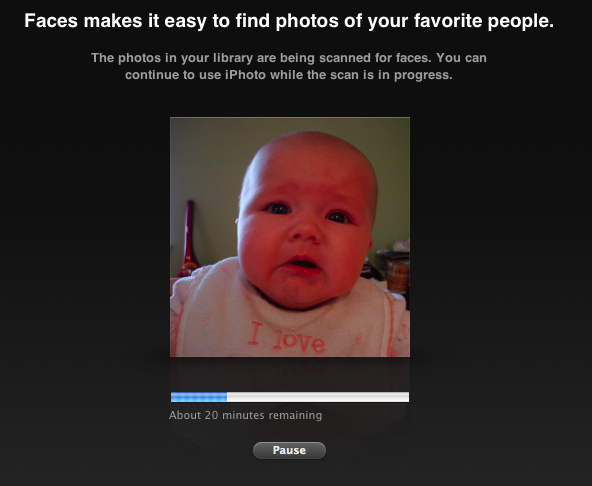 Faces makes it easy to find photos of your favorite people.
The photos in your library are being scanned for faces. You can
continue to use iPhoto while the scan is in progress.
I love
About 20 minutes remaining
Pause